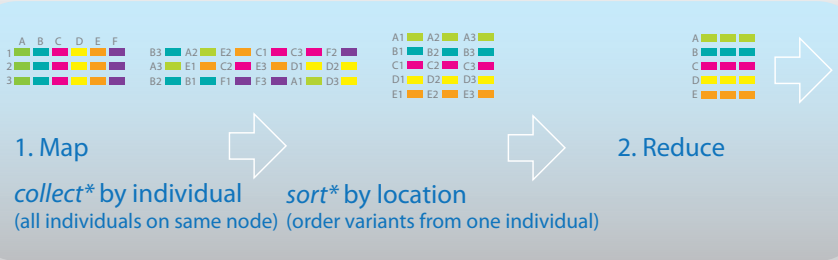 A B C D E F
1
2
3
B3 A2 E2 C1 C3 F2
A3 E1 C2 E3 D1 D2
B2 B1 F1 F3 A1 D3
A1 A2 A3
B1 B2 B3
C1 C2 C3
D1 D2 D3
E1 E2 E3
A
B
C
D
E
1. Map
collect* by individual
(all individuals on same node)
sort* by location
(order variants from one individual)
2. Reduce